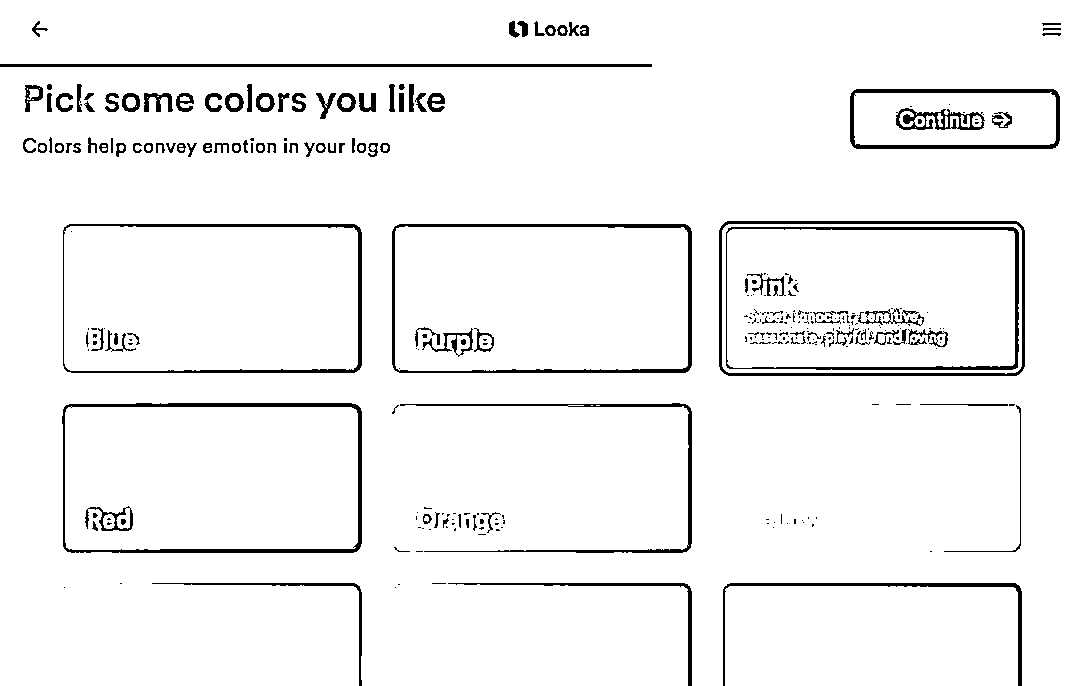 Looka
Pick some colors you like
Continue →
Colors help convey emotion in your logo
Blue
Purple
Pink
Sweet, innocent, sensitive,
passionate, playful, and loving
Red
Orange